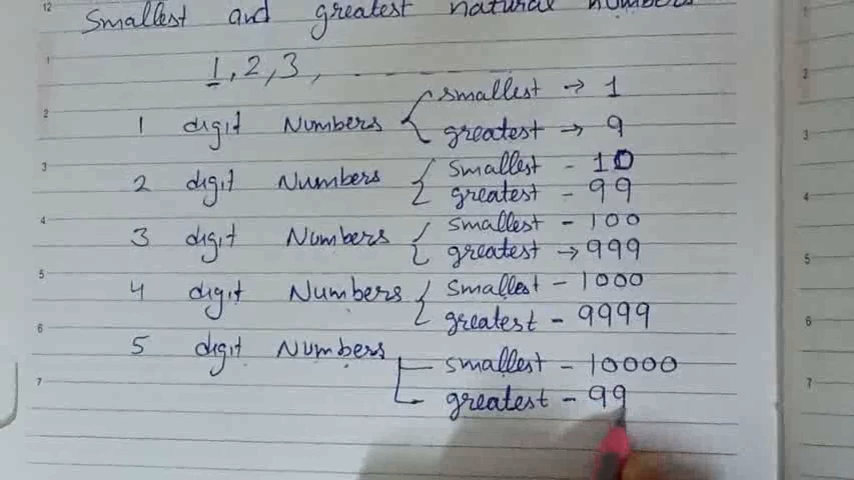 Smallest and greatest natural numbers
1, 2, 3, - - - - - -
smallest → 1
1 digit Numbers
greatest → 9
smallest - 10
2 digit Numbers
greatest - 99
smallest - 100
3 digit Numbers
greatest → 999
smallest - 1000
4 digit Numbers
greatest - 9999
5 digit Numbers
smallest - 10000
greatest - 99